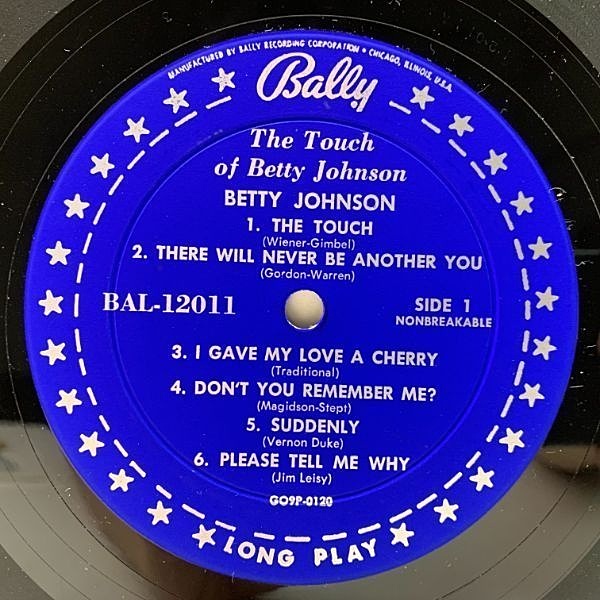 MANUFACTURED BY BALLY RECORDING CORPORATION • CHICAGO, ILLINOIS, U.S.A.
Bally
The Touch
of Betty Johnson
BETTY JOHNSON
1. THE TOUCH
(Wiener-Gimbel)
2. THERE WILL NEVER BE ANOTHER YOU
(Gordon-Warren)
BAL-12011
SIDE 1
NONBREAKABLE
3. I GAVE MY LOVE A CHERRY
(Traditional)
4. DON'T YOU REMEMBER ME?
(Magidson-Stept)
5. SUDDENLY
(Vernon Duke)
6. PLEASE TELL ME WHY
(Jim Leisy)
GO9P-0120
LONG PLAY